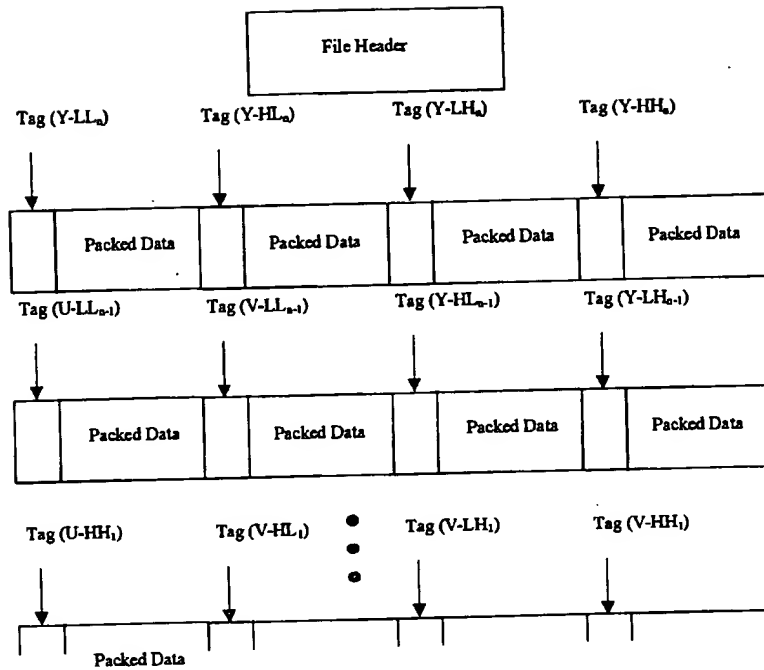 File Header
Tag (Y-LLₙ) Tag (Y-HLₙ) Tag (Y-LHₙ) Tag (Y-HHₙ)
Packed Data Packed Data Packed Data Packed Data
Tag (U-LLₙ₋₁) Tag (V-LLₙ₋₁) Tag (Y-HLₙ₋₁) Tag (Y-LHₙ₋₁)
Packed Data Packed Data Packed Data Packed Data
Tag (U-HH₁) Tag (V-HL₁) Tag (V-LH₁) Tag (V-HH₁)
Packed Data